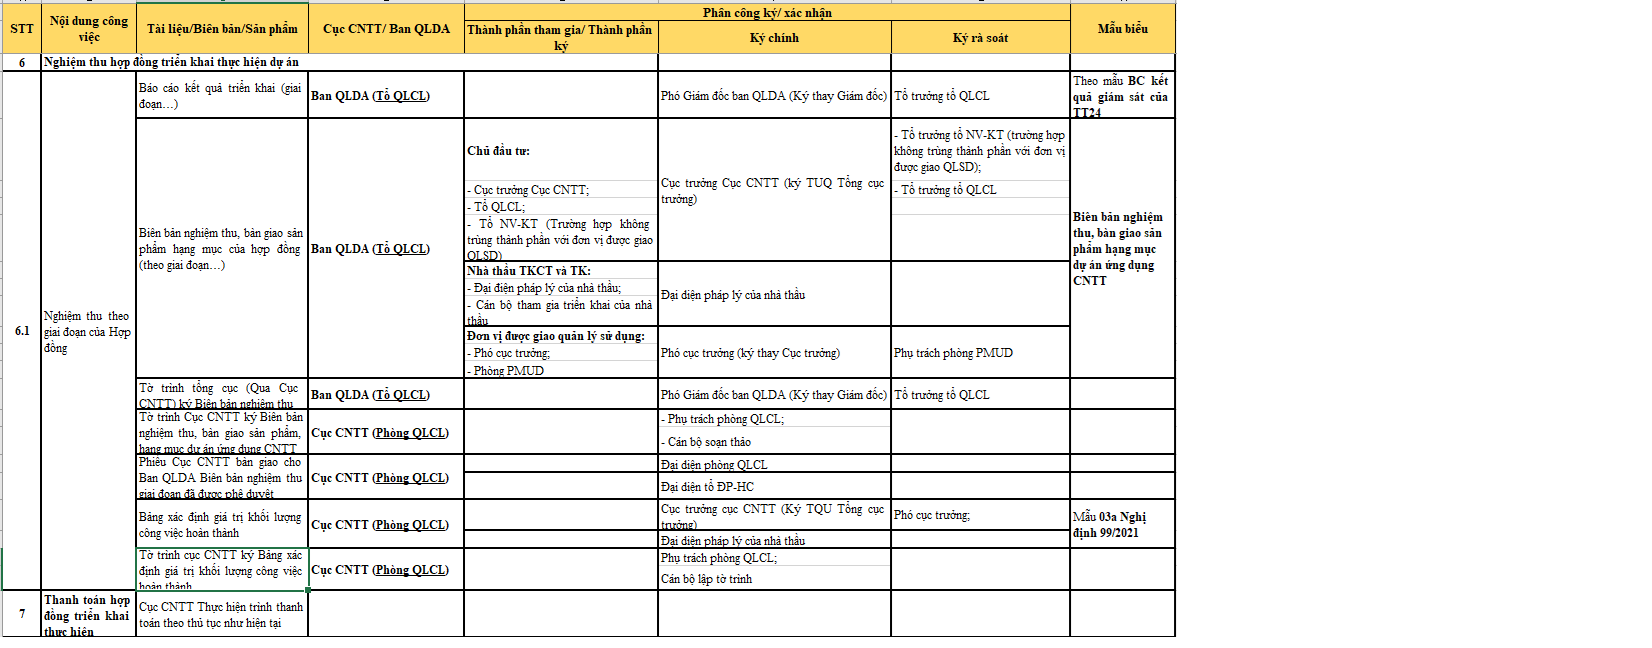 STT
Nội dung công
việc
Tài liệu/Biên bản/Sản phẩm
Cục CNTT/ Ban QLDA
Phân công ký/ xác nhận
Thành phần tham gia/ Thành phần
ký
Ký chính
Ký rà soát
Mẫu biểu
6
Nghiệm thu hợp đồng triển khai thực hiện dự án
6.1
Nghiệm thu theo
giai đoạn của Hợp
đồng
Báo cáo kết quả triển khai (giai
đoạn…)
Ban QLDA (Tổ QLCL)
Phó Giám đốc ban QLDA (Ký thay Giám đốc)
Tổ trưởng tổ QLCL
Theo mẫu BC kết
quả giám sát của
TT24
Biên bản nghiệm thu, bàn giao sản
phẩm hạng mục của hợp đồng
(theo giai đoạn…)
Ban QLDA (Tổ QLCL)
Chủ đầu tư:
- Cục trưởng Cục CNTT;
- Tổ QLCL;
- Tổ NV-KT (Trường hợp không
trùng thành phần với đơn vị được giao
QLSD)
Cục trưởng Cục CNTT (ký TUQ Tổng cục
trưởng)
- Tổ trưởng tổ NV-KT (trường hợp
không trùng thành phần với đơn vị
được giao QLSD);
- Tổ trưởng tổ QLCL
Biên bản nghiệm
thu, bàn giao sản
phẩm hạng mục
dự án ứng dụng
CNTT
Nhà thầu TKCT và TK:
- Đại diện pháp lý của nhà thầu;
- Cán bộ tham gia triển khai của nhà
thầu
Đại diện pháp lý của nhà thầu
Đơn vị được giao quản lý sử dụng:
- Phó cục trưởng;
- Phòng PMUD
Phó cục trưởng (ký thay Cục trưởng)
Phụ trách phòng PMUD
Tờ trình tổng cục (Qua Cục
CNTT) ký Biên bản nghiệm thu
Ban QLDA (Tổ QLCL)
Phó Giám đốc ban QLDA (Ký thay Giám đốc)
Tổ trưởng tổ QLCL
Tờ trình Cục CNTT ký Biên bản
nghiệm thu, bàn giao sản phẩm,
hạng mục dự án ứng dụng CNTT
Cục CNTT (Phòng QLCL)
- Phụ trách phòng QLCL;
- Cán bộ soạn thảo
Phiếu Cục CNTT bàn giao cho
Ban QLDA Biên bản nghiệm thu
giai đoạn đã được phê duyệt
Cục CNTT (Phòng QLCL)
Đại diện phòng QLCL
Đại diện tổ ĐP-HC
Bảng xác định giá trị khối lượng
công việc hoàn thành
Cục CNTT (Phòng QLCL)
Cục trưởng cục CNTT (Ký TQU Tổng cục
trưởng)
Đại diện pháp lý của nhà thầu
Phó cục trưởng;
Mẫu 03a Nghị
định 99/2021
Tờ trình cục CNTT ký Bảng xác
định giá trị khối lượng công việc
hoàn thành
Cục CNTT (Phòng QLCL)
Phụ trách phòng QLCL;
Cán bộ lập tờ trình
7
Thanh toán hợp
đồng triển khai
thực hiện
Cục CNTT Thực hiện trình thanh
toán theo thủ tục như hiện tại